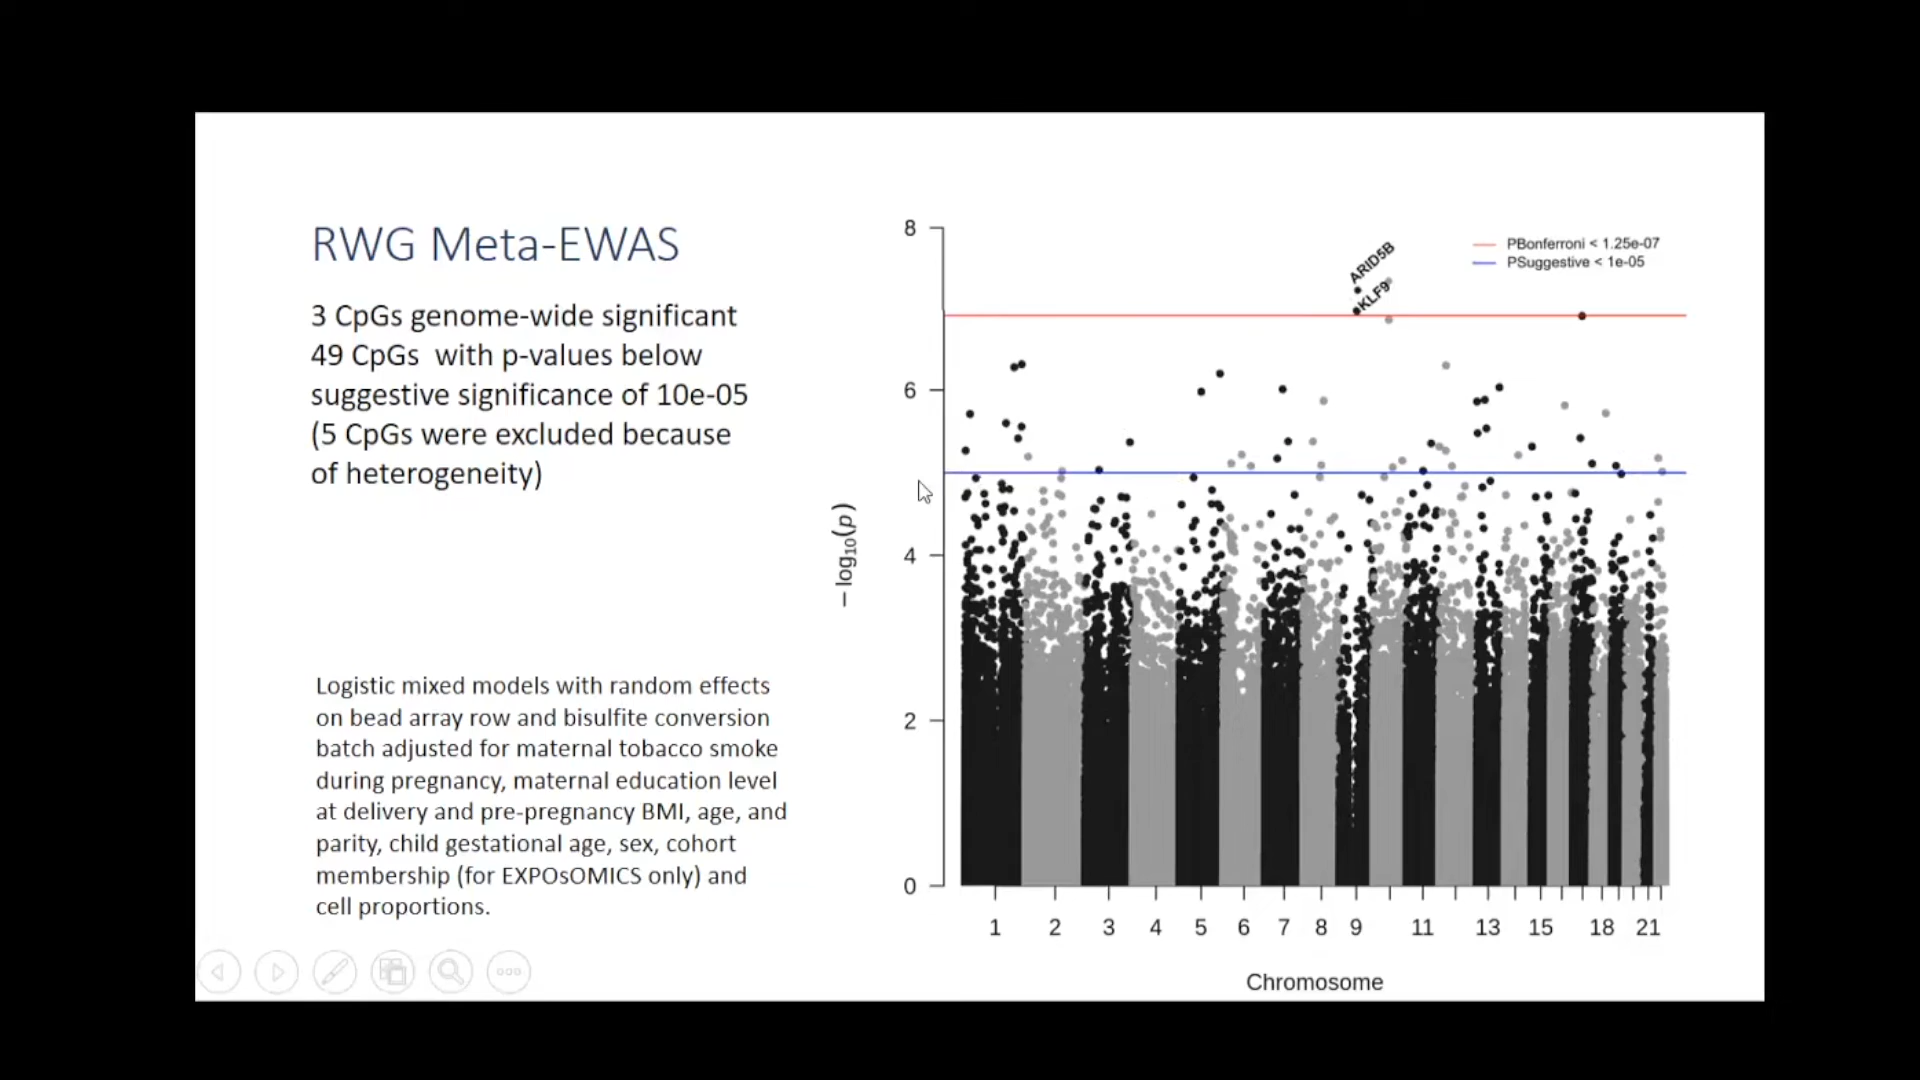 RWG Meta-EWAS
3 CpGs genome-wide significant
49 CpGs with p-values below
suggestive significance of 10e-05
(5 CpGs were excluded because
of heterogeneity)
Logistic mixed models with random effects
on bead array row and bisulfite conversion
batch adjusted for maternal tobacco smoke
during pregnancy, maternal education level
at delivery and pre-pregnancy BMI, age, and
parity, child gestational age, sex, cohort
membership (for EXPOsOMICS only) and
cell proportions.
8
6
4
2
0
−log10(p)
ARID5B
KLF9
PBonferroni < 1.25e-07
PSuggestive < 1e-05
1 2 3 4 5 6 7 8 9 11 13 15 18 21
Chromosome